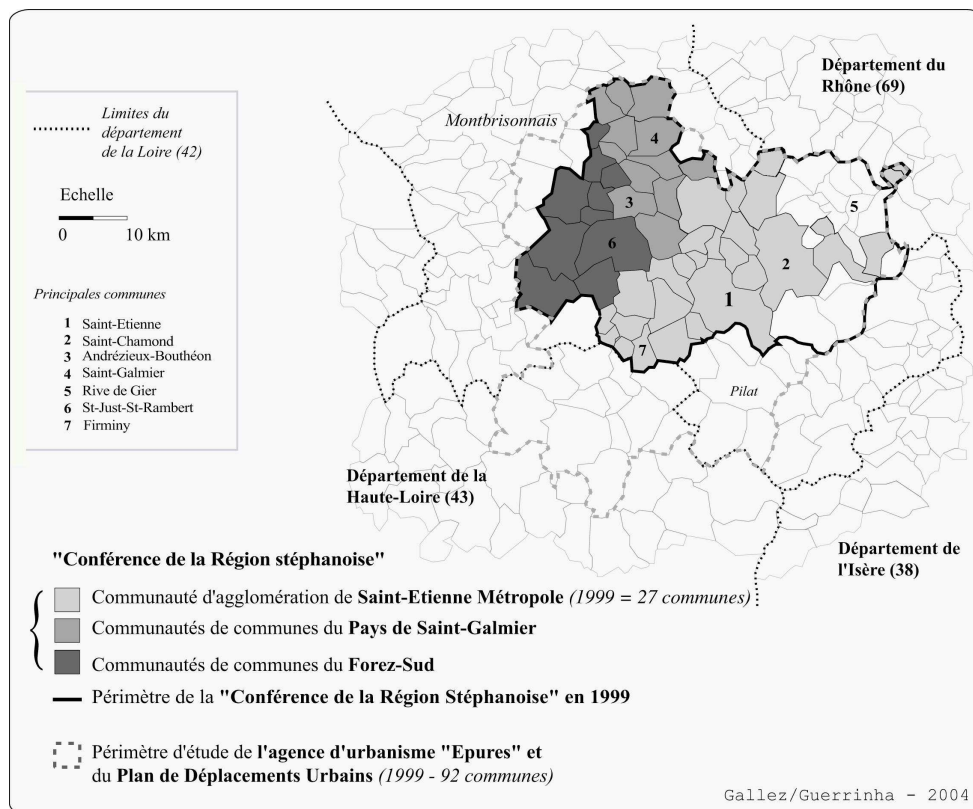 Limites du
département
de la Loire (42)
Echelle
0 10 km
Principales communes
1 Saint-Etienne
2 Saint-Chamond
3 Andrézieux-Bouthéon
4 Saint-Galmier
5 Rive de Gier
6 St-Just-St-Rambert
7 Firminy
Département du
Rhône (69)
Montbrisonnais
4
5
3
6
2
1
7
Pilat
Département de la
Haute-Loire (43)
Département de
l'Isère (38)
"Conférence de la Région stéphanoise"
Communauté d'agglomération de Saint-Etienne Métropole (1999 = 27 communes)
Communautés de communes du Pays de Saint-Galmier
Communautés de communes du Forez-Sud
Périmètre de la "Conférence de la Région Stéphanoise" en 1999
Périmètre d'étude de l'agence d'urbanisme "Epures" et
du Plan de Déplacements Urbains (1999 - 92 communes)
Gallez/Guerrinha - 2004